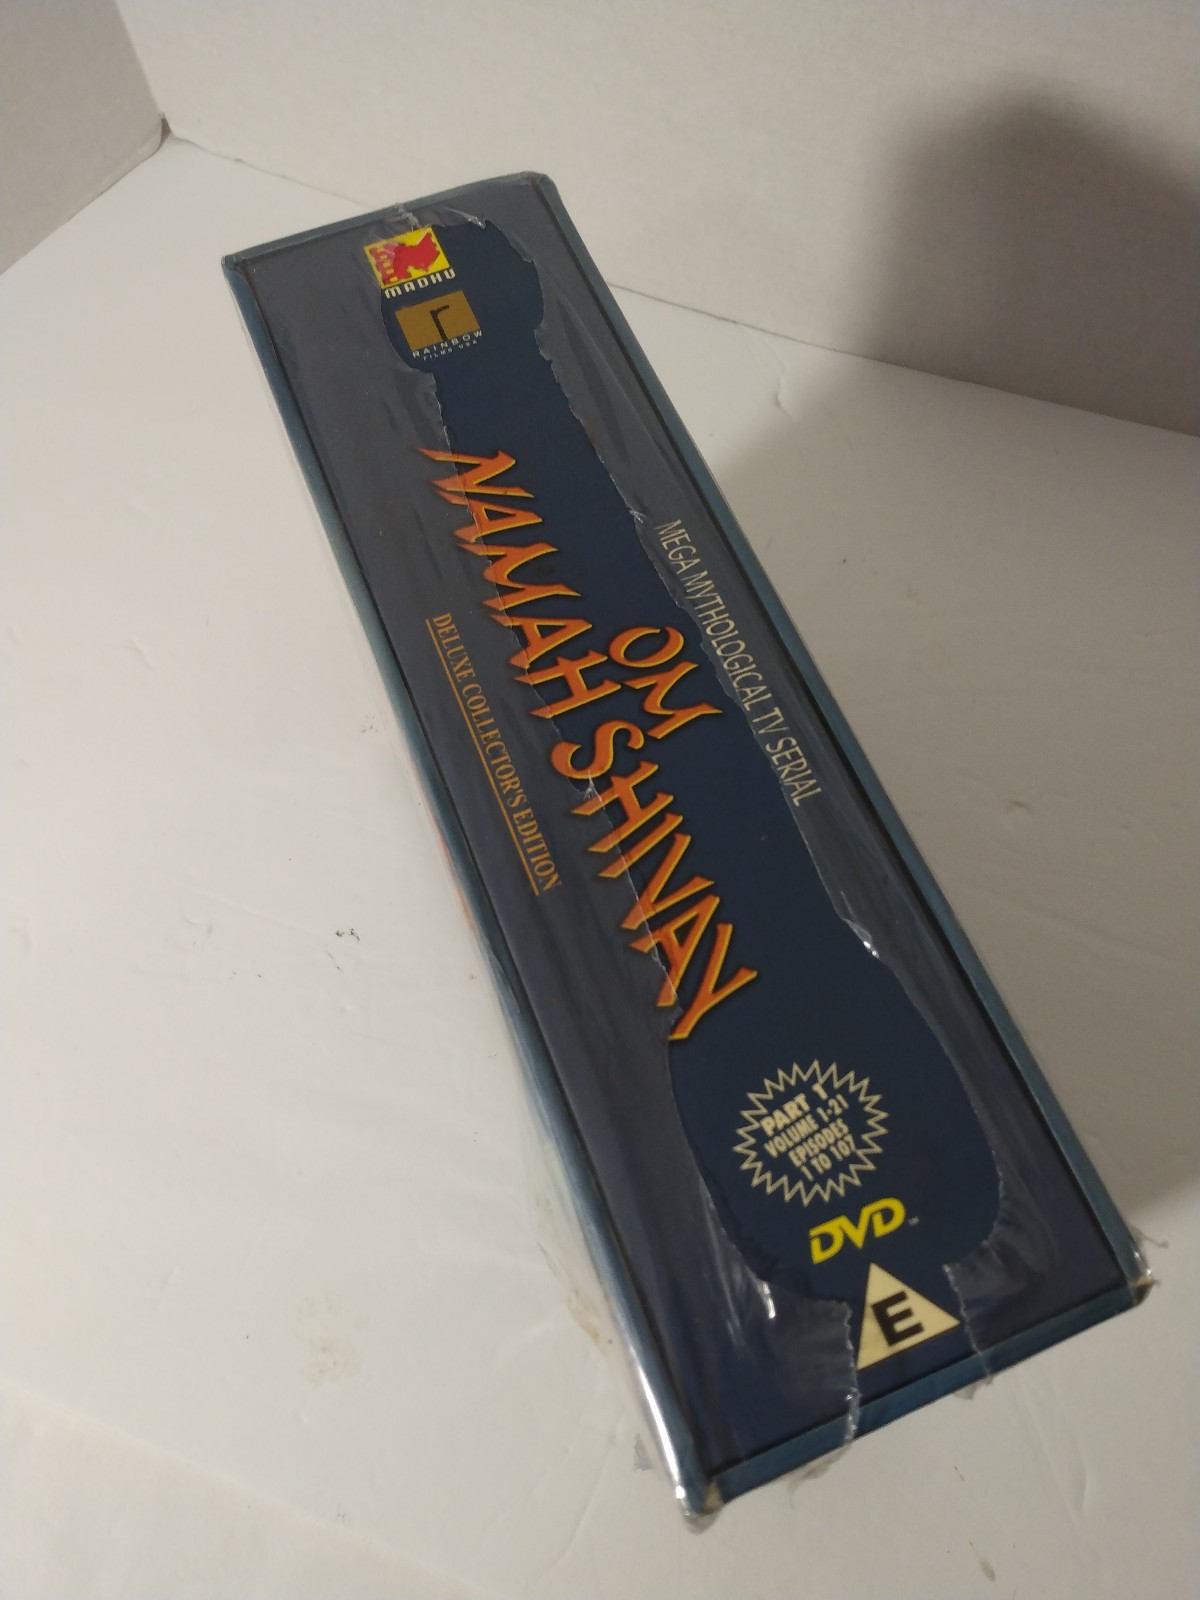 MADHU
r
RAINBOW
FILMS USA
MEGA MYTHOLOGICAL TV SERIAL
OM
NAMAH SHIVAY
DELUXE COLLECTOR'S EDITION
PART 1
VOLUME 1-21
EPISODES
1 TO 107
DVD™
E